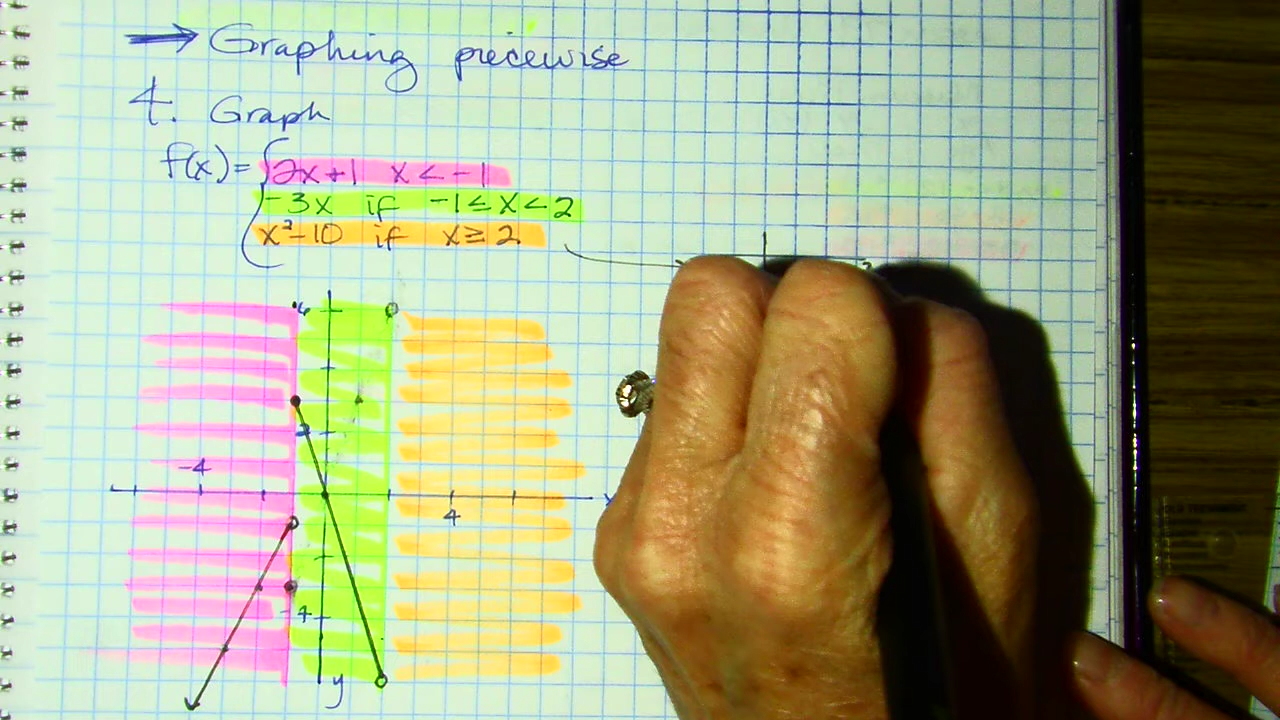 → Graphing piecewise
4. Graph
f(x) = { 2x+1 x < -1
-3x if -1 ≤ x < 2
x²-10 if x ≥ 2
6
2
-4
4
-4
y